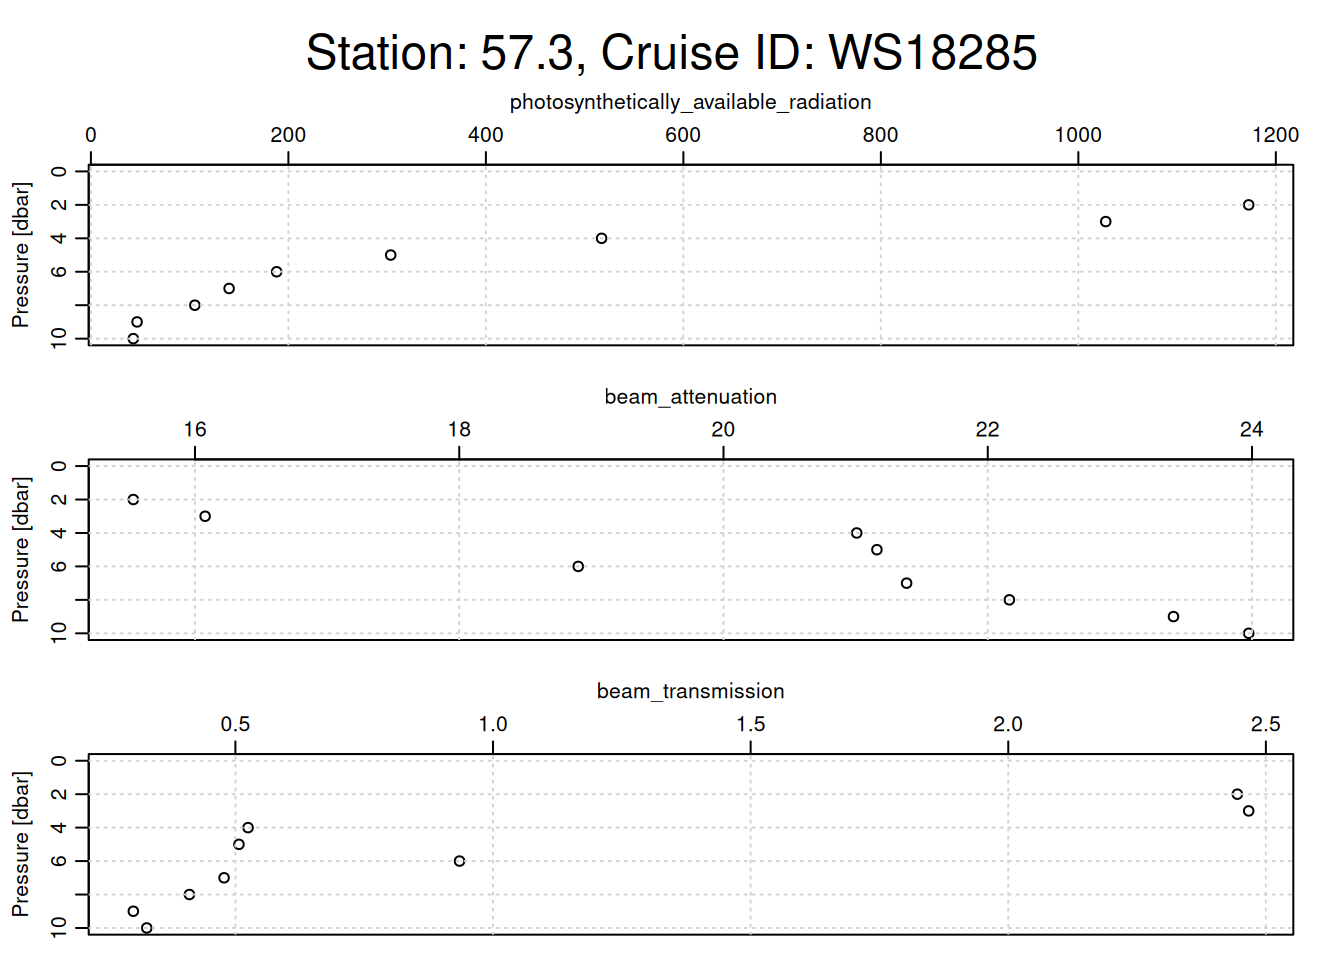 Station: 57.3, Cruise ID: WS18285
photosynthetically_available_radiation
0 200 400 600 800 1000 1200
Pressure [dbar]
0
2
4
6
10
beam_attenuation
16 18 20 22 24
Pressure [dbar]
0
2
4
6
10
beam_transmission
0.5 1.0 1.5 2.0 2.5
Pressure [dbar]
0
2
4
6
10